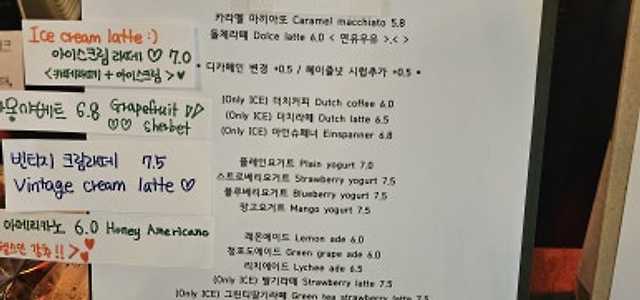 Ice cream latte :)
아이스크림 라떼 ♡ 7.0
<카페라떼 + 아이스크림 > ♥
6.8 Grapefruit
♡♡ Sherbet
빈티지 크림라떼 7.5
Vintage cream latte ♡
아메리카노 6.0 Honey Americano
강추!! > ♥
카라멜 마끼아또 Caramel macchiato 5.8
돌체라떼 Dolce latte 6.0 < 연유우유 >.< >
• 디카페인 변경 +0.5 / 헤이즐넛 시럽추가 +0.5 •
(Only ICE) 더치커피 Dutch coffee 6.0
(Only ICE) 더치라떼 Dutch latte 6.5
(Only ICE) 아인슈페너 Einspanner 6.8
플레인요거트 Plain yogurt 7.0
스트로베리요거트 Strawberry yogurt 7.5
블루베리요거트 Blueberry yogurt 7.5
망고요거트 Mango yogurt 7.5
레몬에이드 Lemon ade 6.0
청포도에이드 Green grape ade 6.0
리치에이드 Lychee ade 6.5
(Only ICE) 딸기라떼 Strawberry latte 7.5
(Only ICE) 그린티딸기라떼 Green tea strawberry latte 7.5